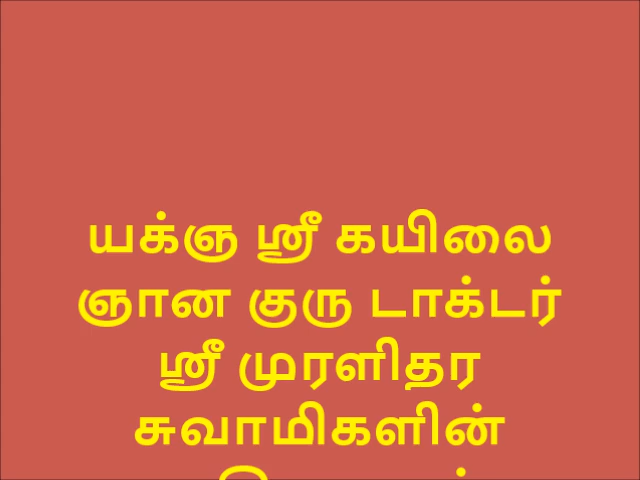 யக்ஞ ஸ்ரீ கயிலை
ஞான குரு டாக்டர்
ஸ்ரீ முரளிதர
சுவாமிகளின்